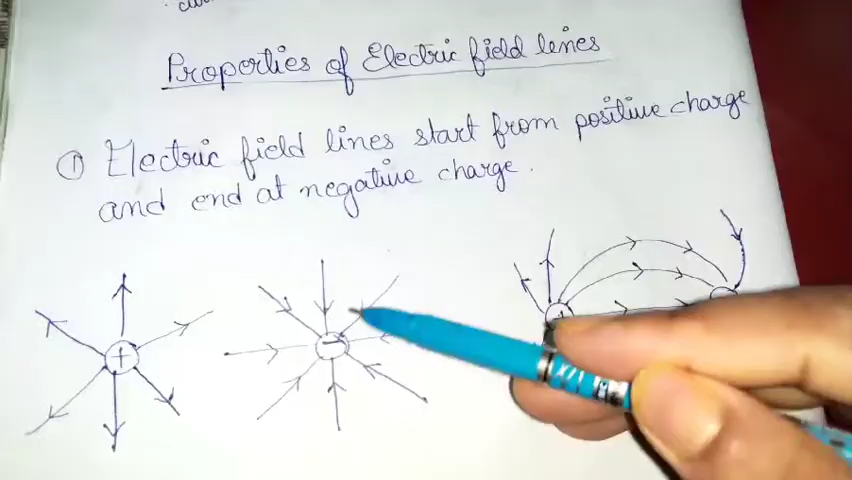 Properties of Electric field lines
① Electric field lines start from positive charge
and end at negative charge.
+
−
+